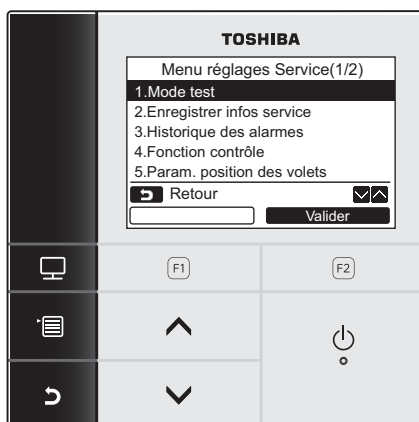 TOSHIBA
Menu réglages Service(1/2)
1.Mode test
2.Enregistrer infos service
3.Historique des alarmes
4.Fonction contrôle
5.Param. position des volets
Retour
Valider
F1 F2